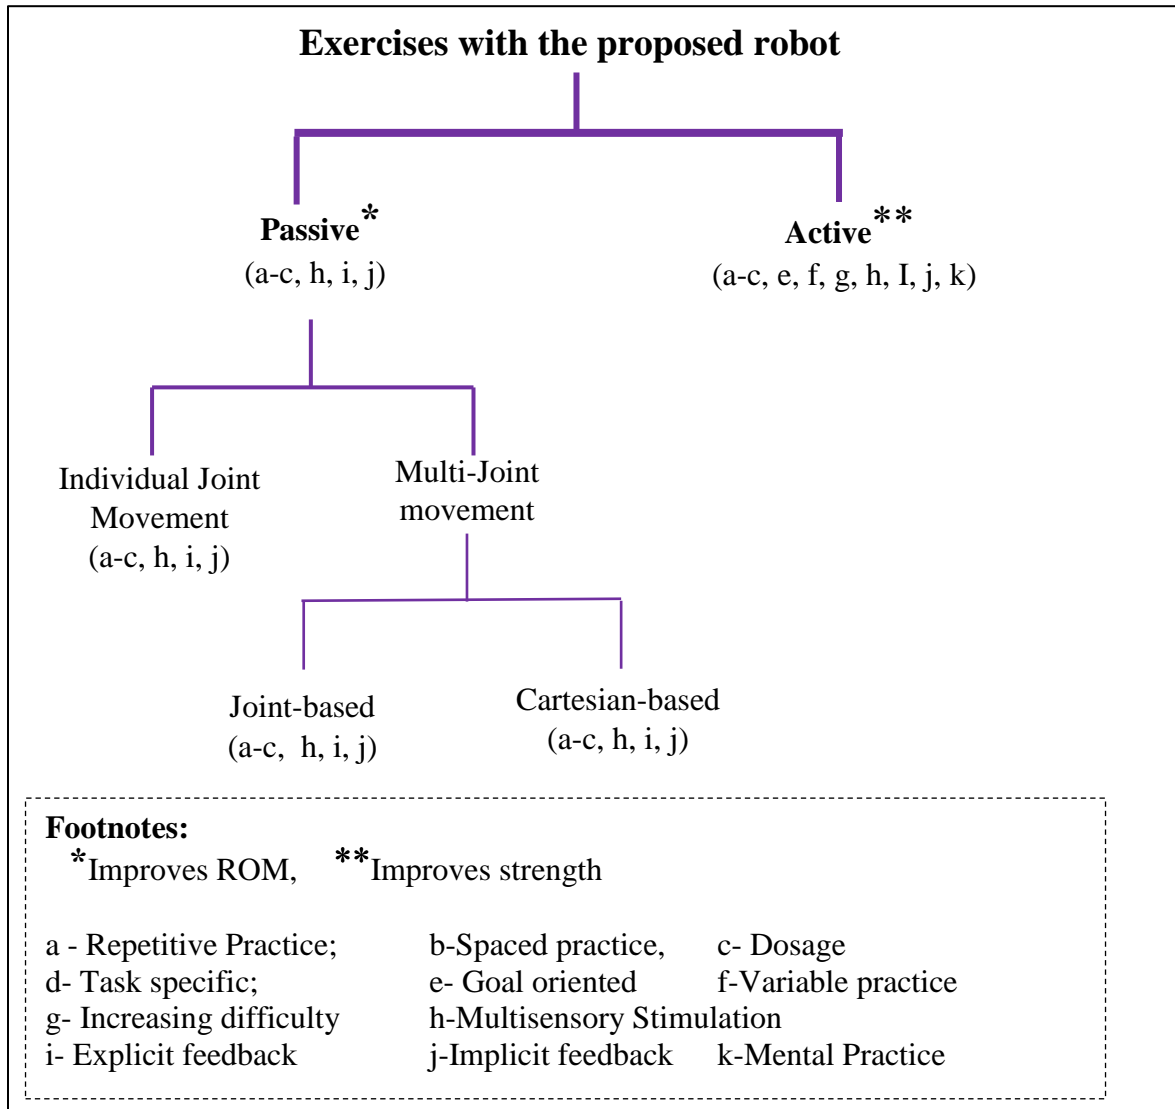 Exercises with the proposed robot
Passive*
(a-c, h, i, j)
Active**
(a-c, e, f, g, h, I, j, k)
Individual Joint
Movement
(a-c, h, i, j)
Multi-Joint
movement
Joint-based
(a-c, h, i, j)
Cartesian-based
(a-c, h, i, j)
Footnotes:
*Improves ROM, **Improves strength
a - Repetitive Practice; b-Spaced practice, c- Dosage
d- Task specific; e- Goal oriented f-Variable practice
g- Increasing difficulty h-Multisensory Stimulation
i- Explicit feedback j-Implicit feedback k-Mental Practice